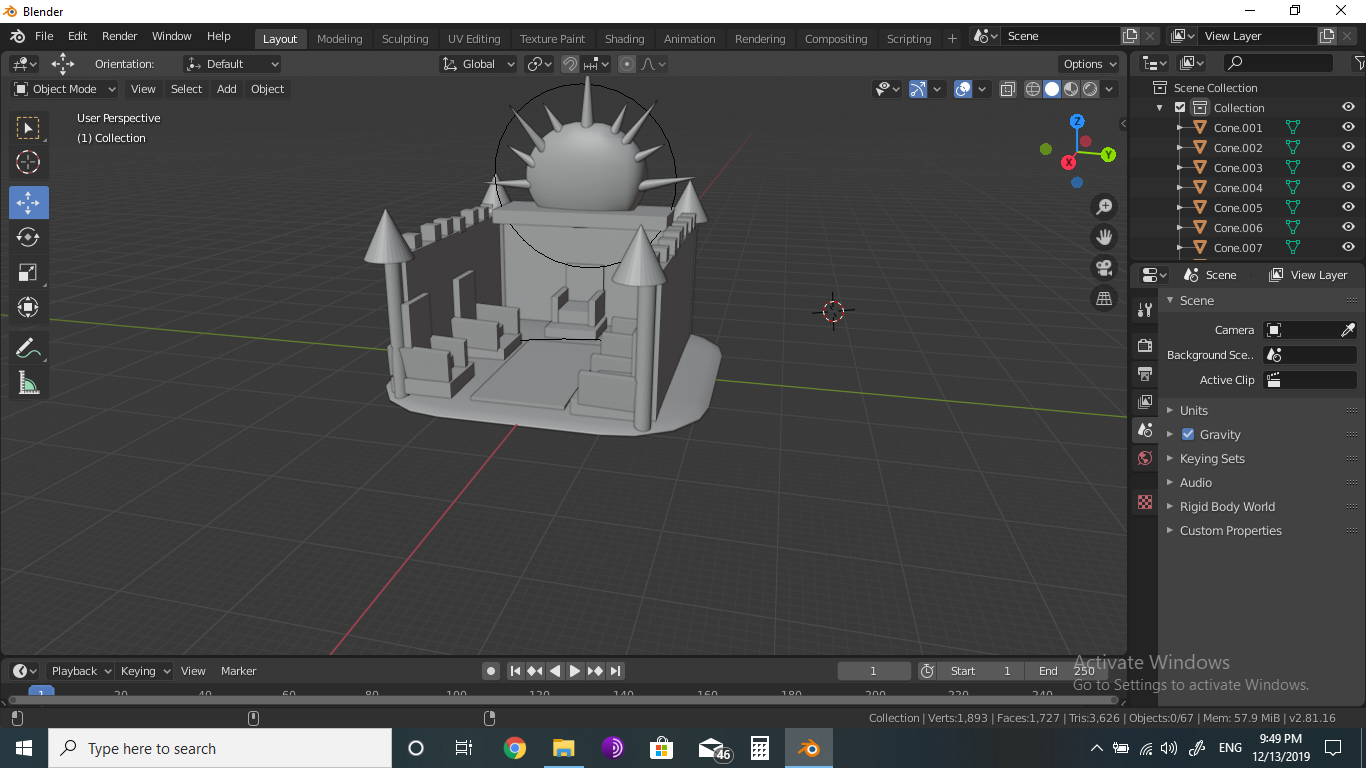 Blender
File Edit Render Window Help Layout Modeling Sculpting UV Editing Texture Paint Shading Animation Rendering Compositing Scripting + Scene View Layer
Orientation: Default Global Options
Object Mode View Select Add Object
User Perspective
(1) Collection
Z
Y
X
Scene Collection
Collection
Cone.001
Cone.002
Cone.003
Cone.004
Cone.005
Cone.006
Cone.007
Scene View Layer
Scene
Camera
Background Sce..
Active Clip
Units
Gravity
Keying Sets
Audio
Rigid Body World
Custom Properties
Activate Windows
Go to Settings to activate Windows.
Playback Keying View Marker 1 Start 1 End 250
1 20 40 60 80 100 120 140 160 180 200 220 240
Collection | Verts:1,893 | Faces:1,727 | Tris:3,626 | Objects:0/67 | Mem: 57.9 MiB | v2.81.16
Type here to search
46
ENG
9:49 PM
12/13/2019